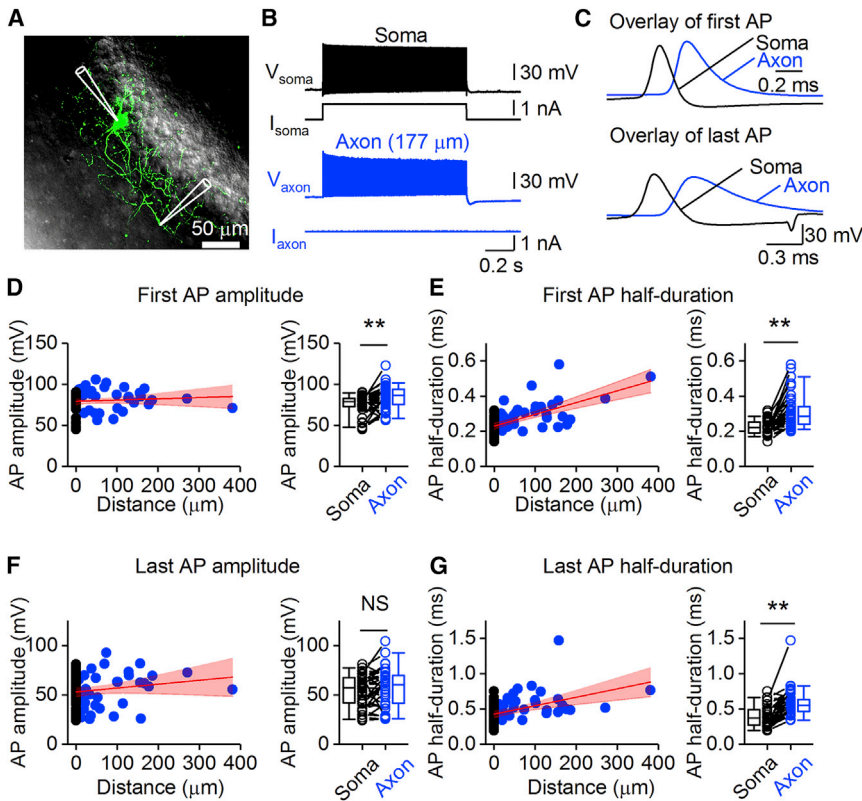 A
50 μm
B
Soma
Vsoma
30 mV
1 nA
Isoma
Axon (177 μm)
Vaxon
30 mV
Iaxon
1 nA
0.2 s
C
Overlay of first AP
Soma
Axon
0.2 ms
Overlay of last AP
Soma
Axon
30 mV
0.3 ms
D
First AP amplitude
AP amplitude (mV)
150
100
50
0
0 100 200 300 400
Distance (μm)
**
AP amplitude (mV)
150
100
50
0
Soma
Axon
E
First AP half-duration
AP half-duration (ms)
0.6
0.4
0.2
0 100 200 300 400
Distance (μm)
**
AP half-duration (ms)
0.6
0.4
0.2
0.0
Soma
Axon
F
Last AP amplitude
AP amplitude (mV)
100
50
0
0 100 200 300 400
Distance (μm)
NS
AP amplitude (mV)
100
50
0
Soma
Axon
G
Last AP half-duration
AP half-duration (ms)
1.5
1.0
0.5
0.0
0 100 200 300 400
Distance (μm)
**
AP half-duration (ms)
1.5
1.0
0.5
0.0
Soma
Axon